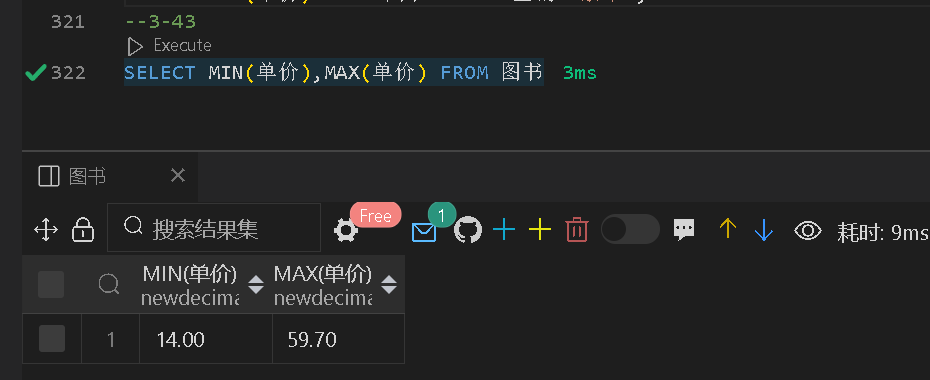 321 --3-43
Execute
322 SELECT MIN(单价),MAX(单价) FROM 图书 3ms
图书
搜索结果集 Free 1 耗时: 9ms
MIN(单价) MAX(单价)
newdecima newdecima
1 14.00 59.70